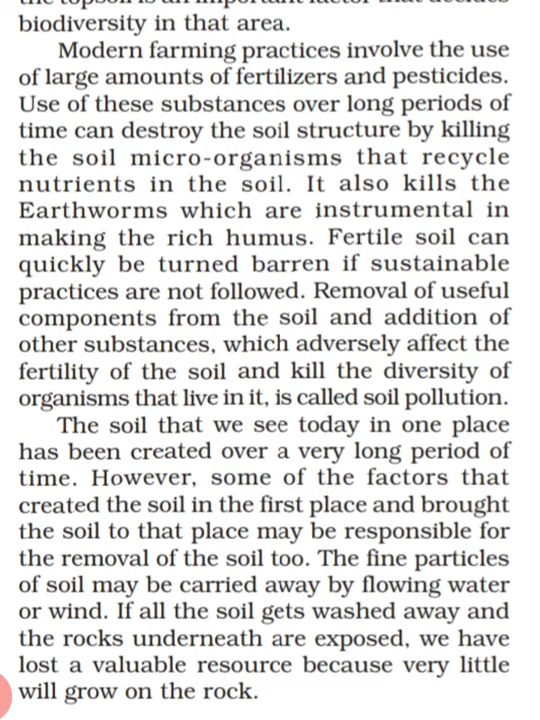 biodiversity in that area.
Modern farming practices involve the use
of large amounts of fertilizers and pesticides.
Use of these substances over long periods of
time can destroy the soil structure by killing
the soil micro-organisms that recycle
nutrients in the soil. It also kills the
Earthworms which are instrumental in
making the rich humus. Fertile soil can
quickly be turned barren if sustainable
practices are not followed. Removal of useful
components from the soil and addition of
other substances, which adversely affect the
fertility of the soil and kill the diversity of
organisms that live in it, is called soil pollution.
The soil that we see today in one place
has been created over a very long period of
time. However, some of the factors that
created the soil in the first place and brought
the soil to that place may be responsible for
the removal of the soil too. The fine particles
of soil may be carried away by flowing water
or wind. If all the soil gets washed away and
the rocks underneath are exposed, we have
lost a valuable resource because very little
will grow on the rock.